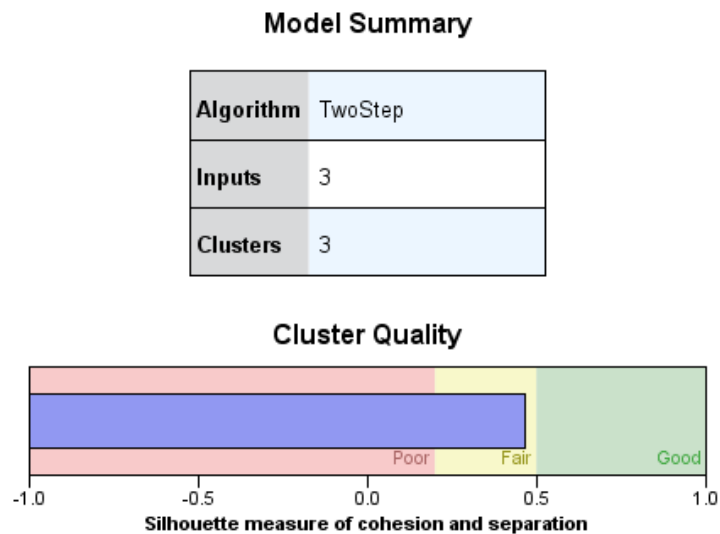 Model Summary
Algorithm TwoStep
Inputs 3
Clusters 3
Cluster Quality
Poor Fair Good
-1.0 -0.5 0.0 0.5 1.0
Silhouette measure of cohesion and separation